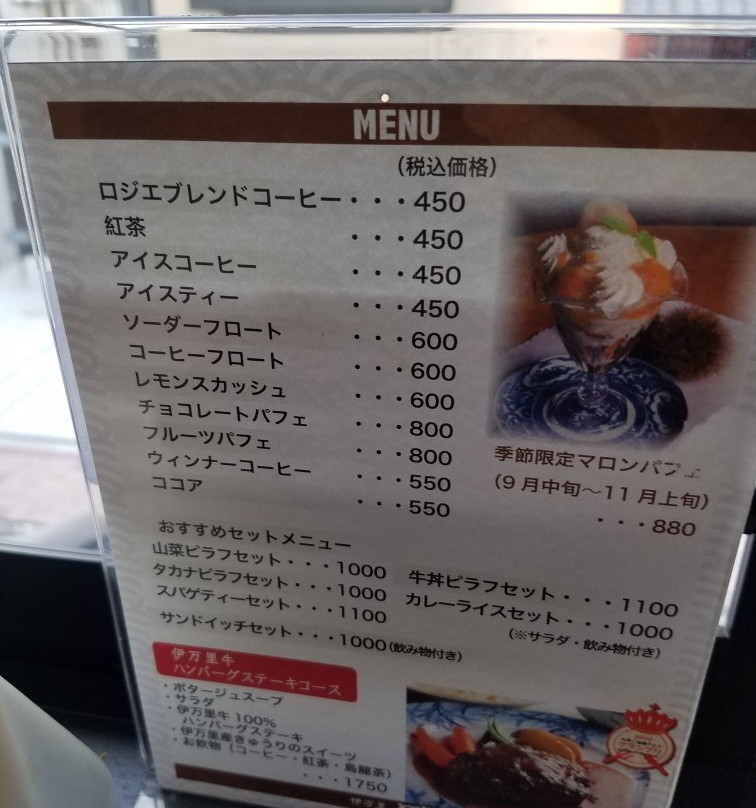 MENU
（税込価格）
ロジエブレンドコーヒー・・・450
紅茶 ・・・450
アイスコーヒー ・・・450
アイスティー ・・・450
ソーダーフロート ・・・600
コーヒーフロート ・・・600
レモンスカッシュ ・・・600
チョコレートパフェ ・・・800
フルーツパフェ ・・・800
ウィンナーコーヒー ・・・550
ココア ・・・550
季節限定マロンパフェ
（9月中旬～11月上旬）
・・・880
おすすめセットメニュー
山菜ピラフセット・・・1000
タカナピラフセット・・・1000
スパゲティーセット・・・1100
サンドイッチセット・・・1000（飲み物付き）
牛丼ピラフセット・・・1100
カレーライスセット・・・1000
（※サラダ・飲み物付き）
伊万里牛
ハンバーグステーキコース
・ポタージュスープ
・サラダ
・伊万里牛100%
ハンバーグステーキ
・伊万里産きゅうりのスイーツ
・お飲物（コーヒー・紅茶・烏龍茶）
・・・1750